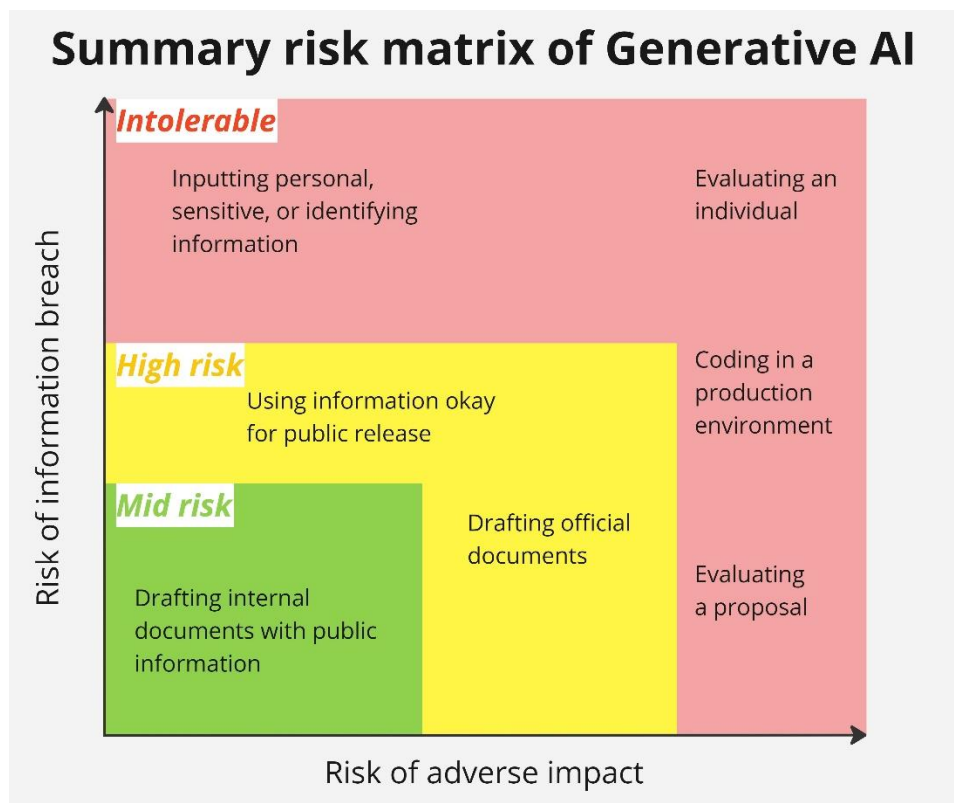 Summary risk matrix of Generative AI
Risk of information breach
Intolerable
Inputting personal,
sensitive, or identifying
information
Evaluating an
individual
High risk
Using information okay
for public release
Coding in a
production
environment
Mid risk
Drafting internal
documents with public
information
Drafting official
documents
Evaluating
a proposal
Risk of adverse impact